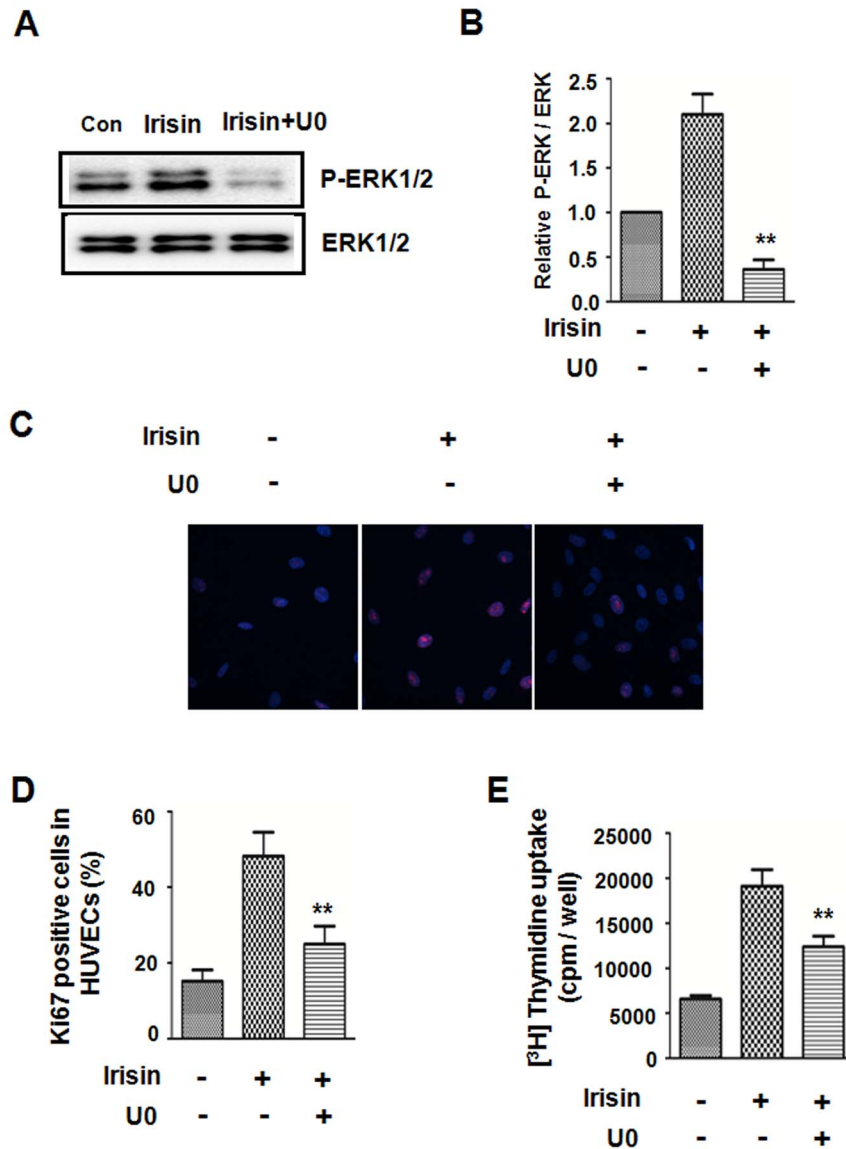 A
Con Irisin Irisin+U0
P-ERK1/2
ERK1/2
B
Relative P-ERK / ERK
2.5
2.0
1.0
0.5
0.0
**
Irisin - + +
U0 - - +
C
Irisin - + +
U0 - - +
D
Ki67 positive cells in
HUVECs (%)
60
40
20
0
**
Irisin - + +
U0 - - +
E
[³H] Thymidine uptake
(cpm / well)
25000
20000
15000
10000
5000
0
**
Irisin - + +
U0 - - +